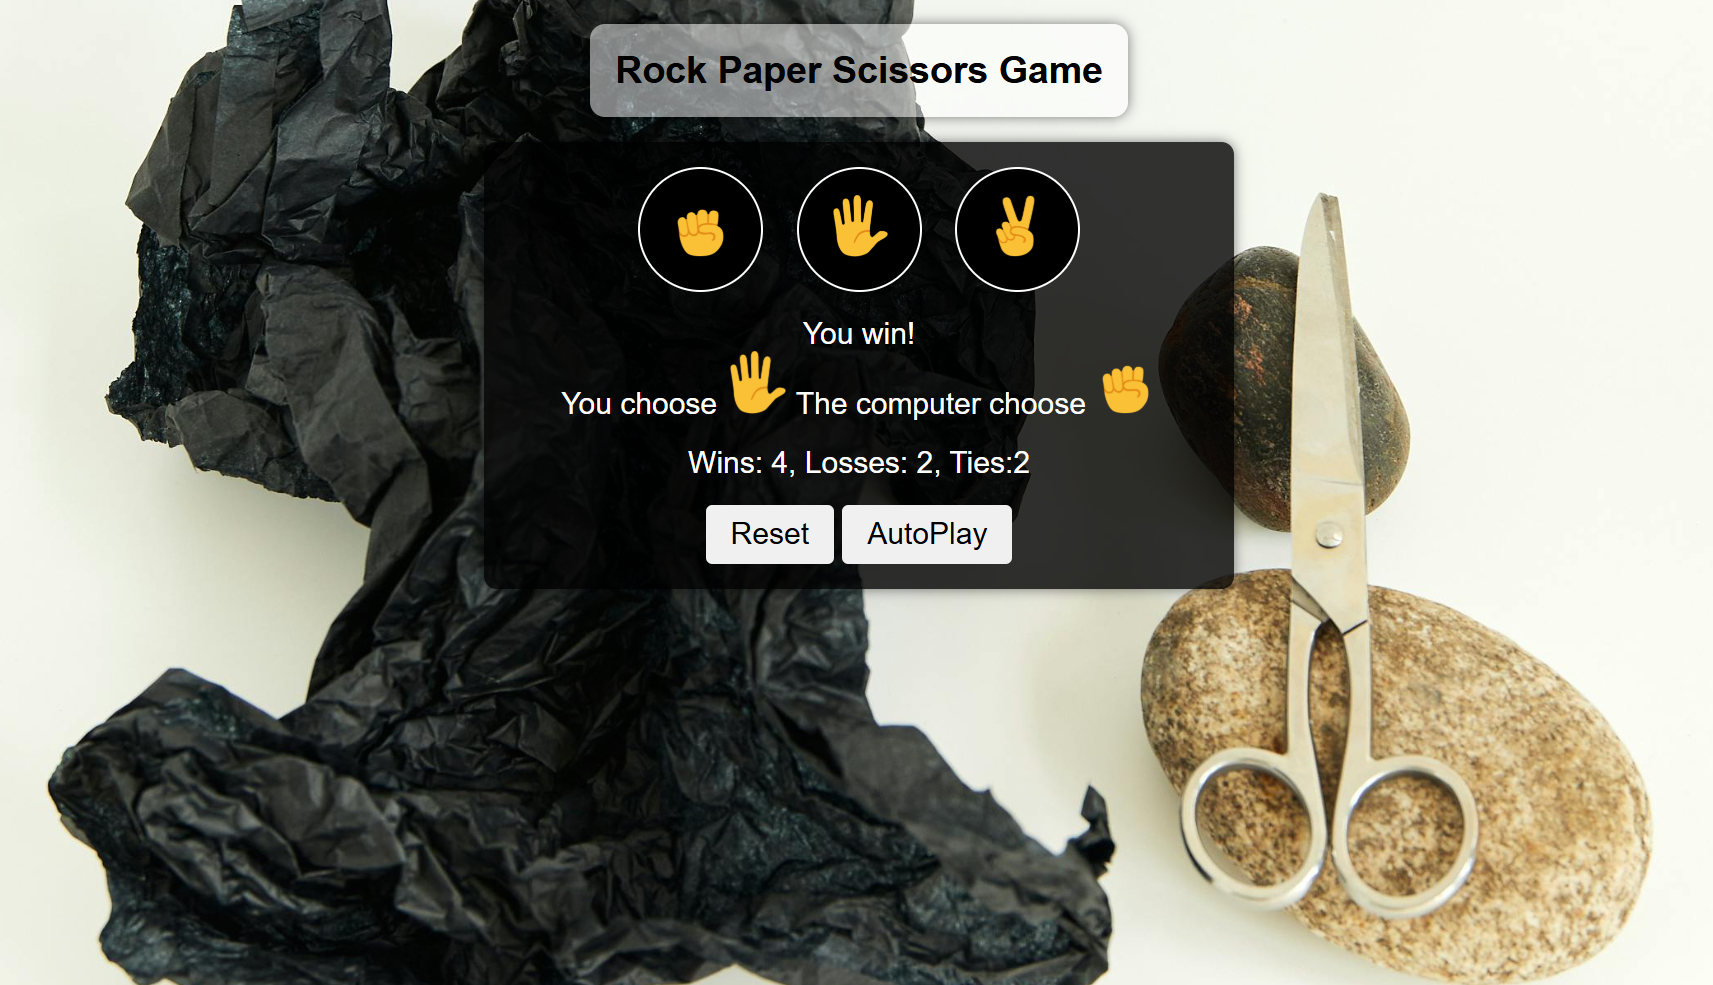 Rock Paper Scissors Game
You win!
You choose The computer choose
Wins: 4, Losses: 2, Ties:2
Reset AutoPlay